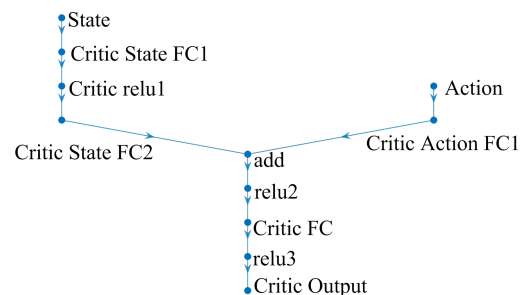 State
Critic State FC1
Critic relu1
Action
Critic State FC2
Critic Action FC1
add
relu2
Critic FC
relu3
Critic Output